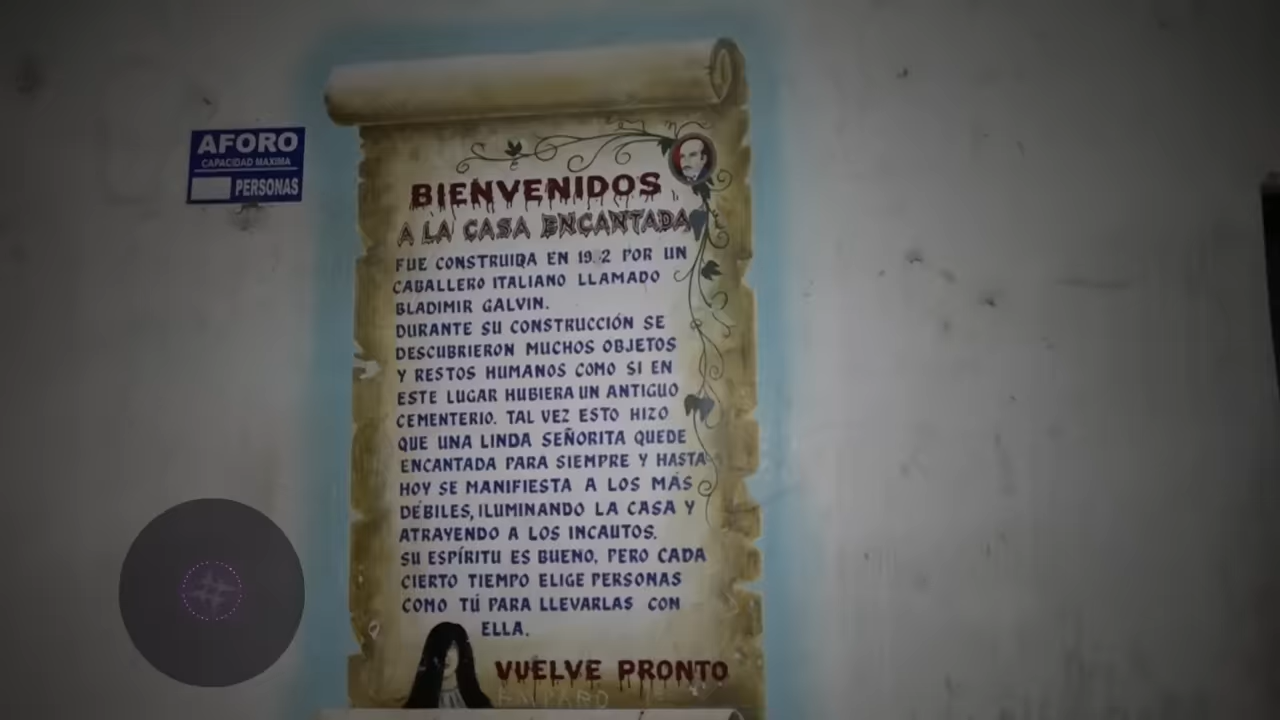 AFORO
CAPACIDAD MAXIMA
PERSONAS
BIENVENIDOS
A LA CASA ENCANTADA
FUE CONSTRUIDA EN 19 2 POR UN
CABALLERO ITALIANO LLAMADO
BLADIMIR GALVIN.
DURANTE SU CONSTRUCCIÓN SE
DESCUBRIERON MUCHOS OBJETOS
Y RESTOS HUMANOS COMO SI EN
ESTE LUGAR HUBIERA UN ANTIGUO
CEMENTERIO. TAL VEZ ESTO HIZO
QUE UNA LINDA SEÑORITA QUEDE
ENCANTADA PARA SIEMPRE Y HASTA
HOY SE MANIFIESTA A LOS MÁS
DÉBILES, ILUMINANDO LA CASA Y
ATRAYENDO A LOS INCAUTOS.
SU ESPÍRITU ES BUENO, PERO CADA
CIERTO TIEMPO ELIGE PERSONAS
COMO TÚ PARA LLEVARLAS CON
ELLA.
VUELVE PRONTO